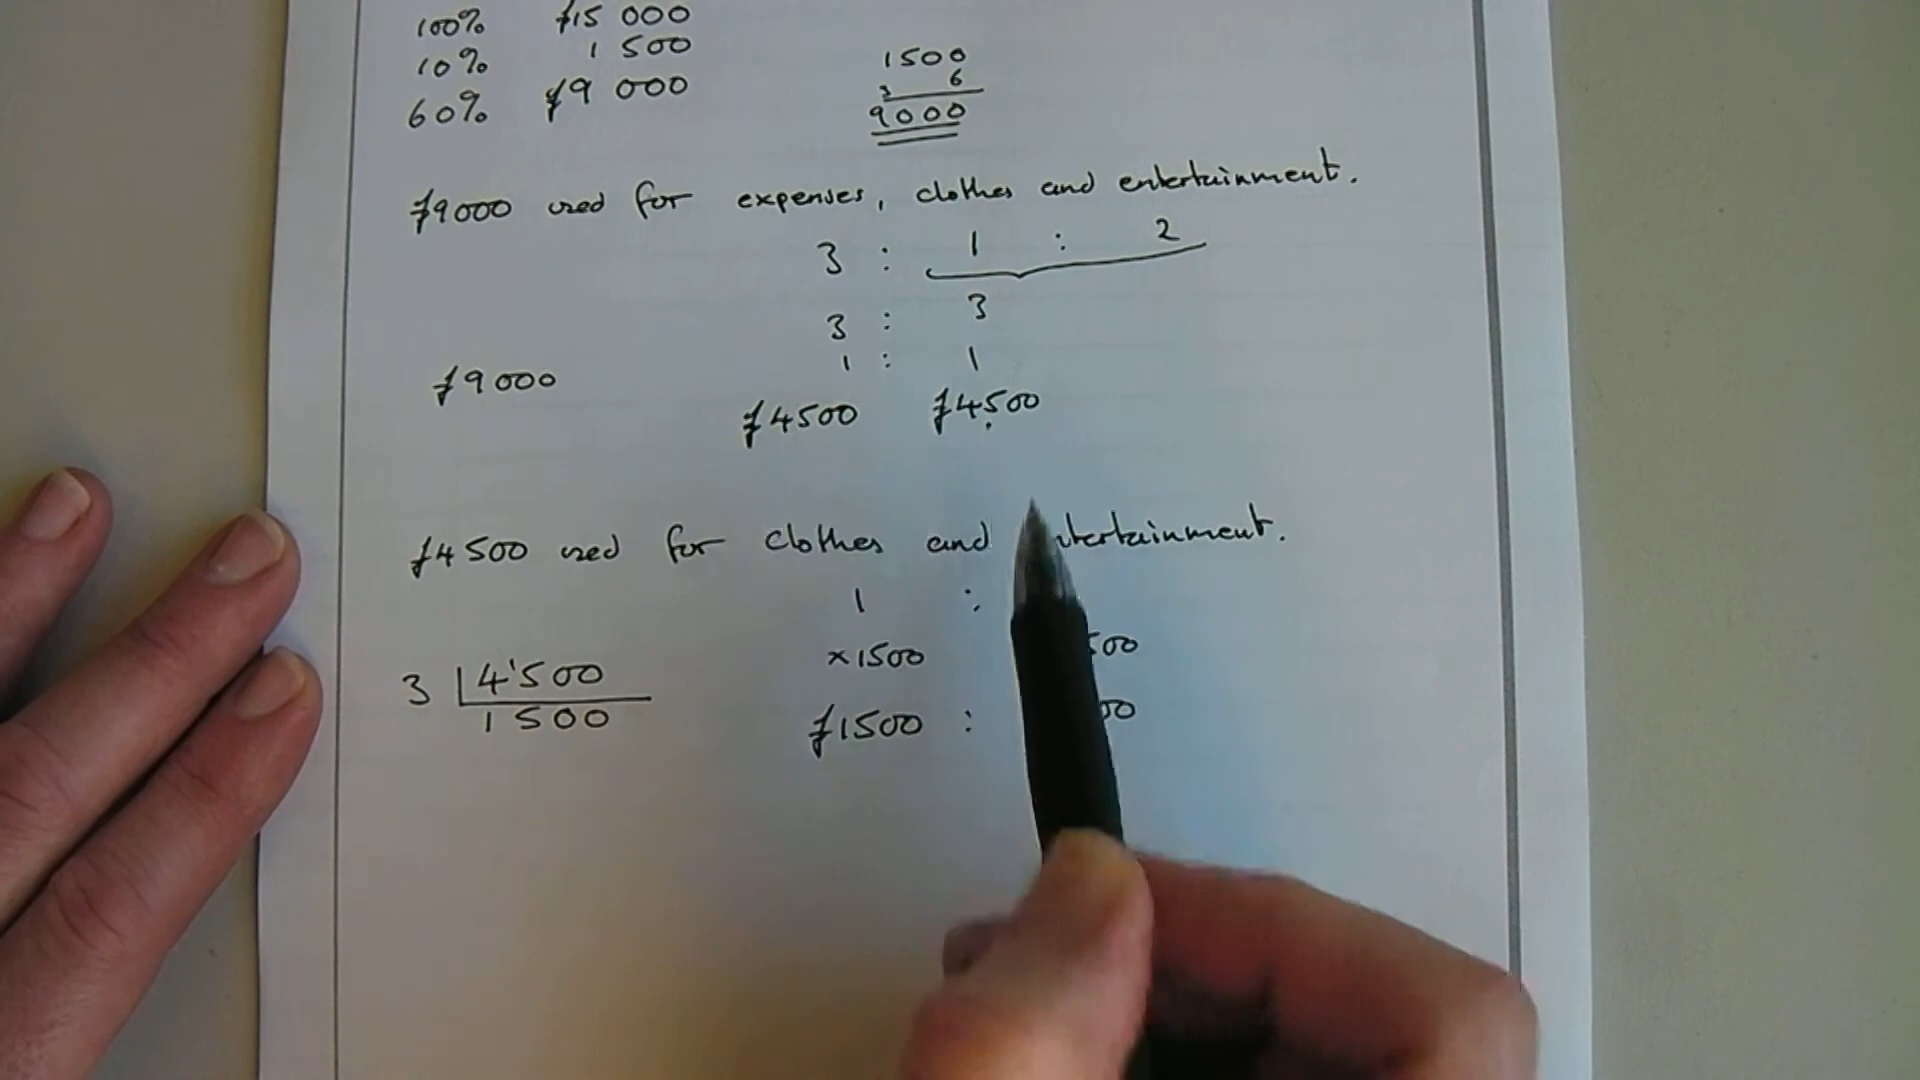 100% £15 000
10% 1 500
60% £9 000
1500
3 6
9000
£9000 used for expenses, clothes and entertainment.
3 : 1 : 2
3 : 3
1 : 1
£9000
£4500 £4500
£4500 used for clothes and
1 :
×1500
3 4¹500
1500
£1500 :